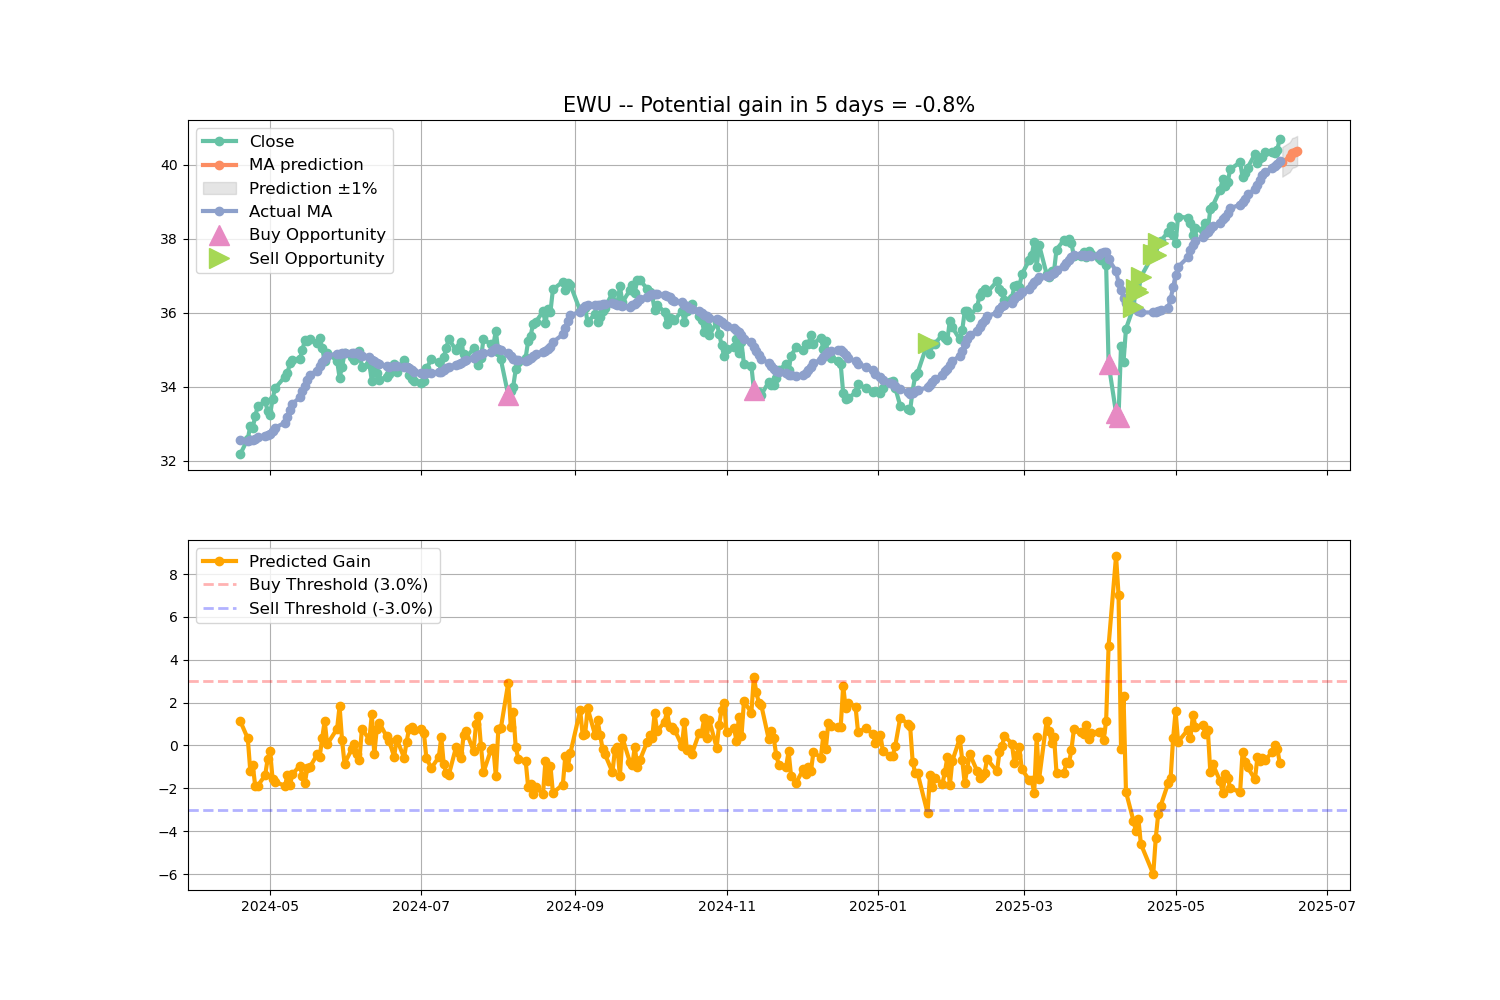 EWU -- Potential gain in 5 days = -0.8%
Close
MA prediction
Prediction ±1%
Actual MA
Buy Opportunity
Sell Opportunity
40
38
36
34
32
Predicted Gain
Buy Threshold (3.0%)
Sell Threshold (-3.0%)
8
6
4
2
0
−2
−4
−6
2024-05 2024-07 2024-09 2024-11 2025-01 2025-03 2025-05 2025-07